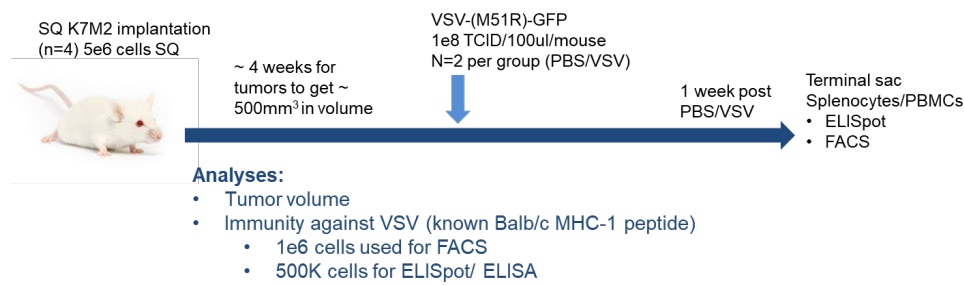 SQ K7M2 implantation
(n=4) 5e6 cells SQ
~ 4 weeks for
tumors to get ~
500mm³ in volume
VSV-(M51R)-GFP
1e8 TCID/100ul/mouse
N=2 per group (PBS/VSV)
1 week post
PBS/VSV
Terminal sac
Splenocytes/PBMCs
• ELISpot
• FACS
Analyses:
• Tumor volume
• Immunity against VSV (known Balb/c MHC-1 peptide)
• 1e6 cells used for FACS
• 500K cells for ELISpot/ ELISA